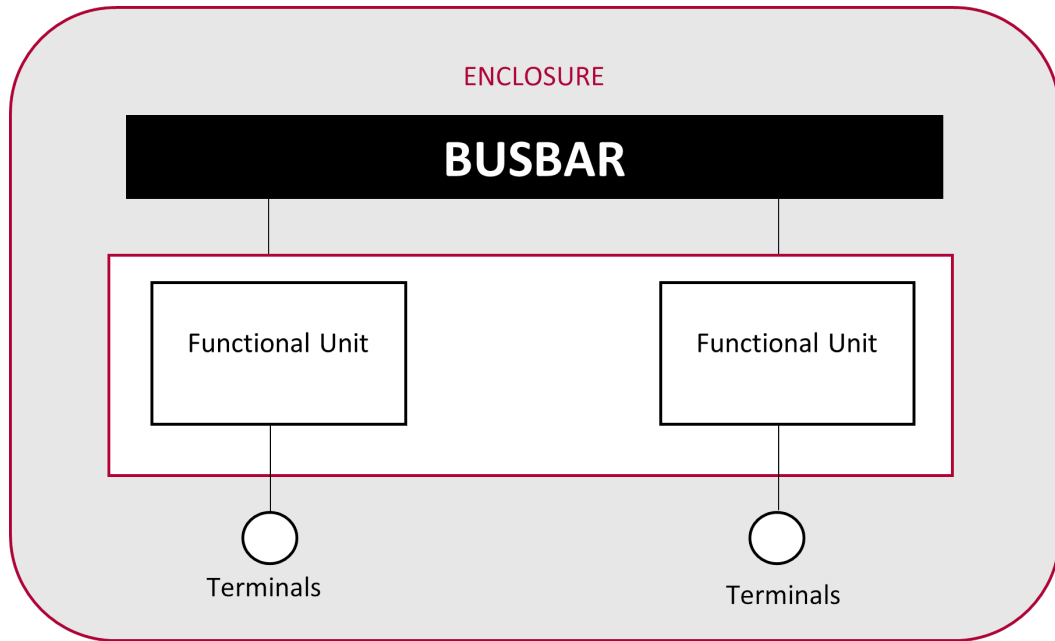 ENCLOSURE
BUSBAR
Functional Unit
Functional Unit
Terminals
Terminals